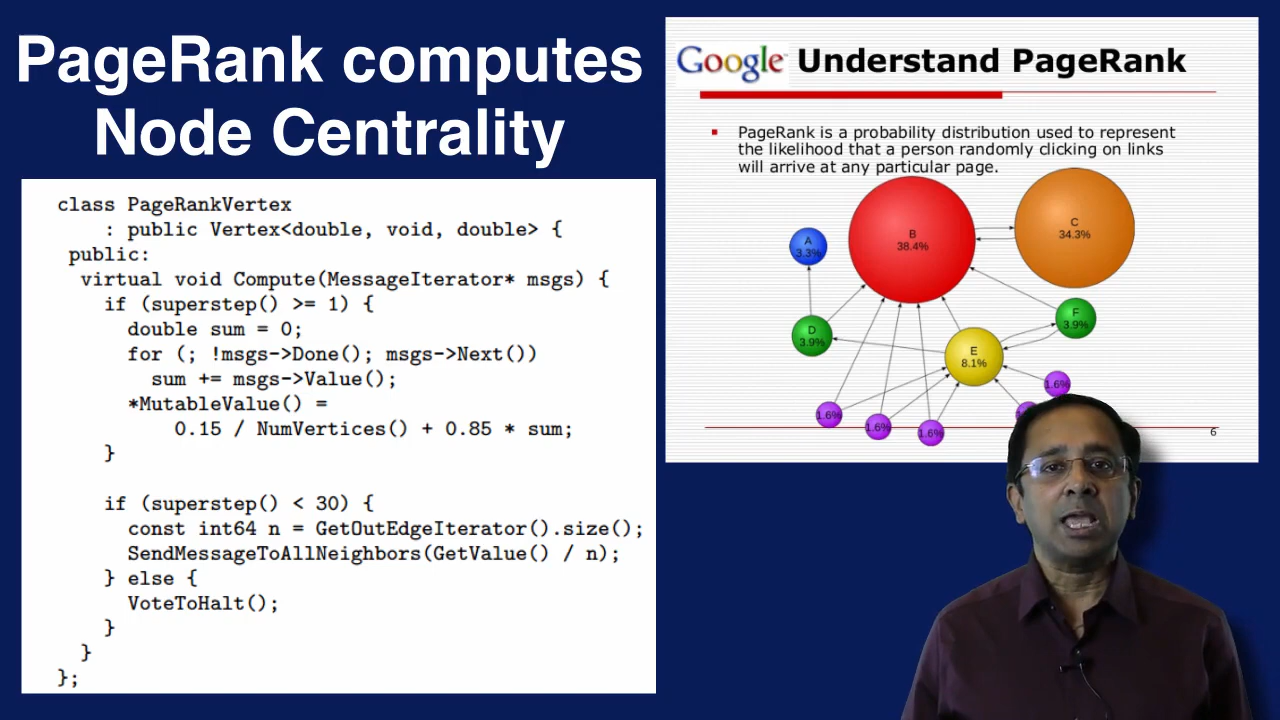 PageRank computes
Node Centrality
class PageRankVertex
: public Vertex<double, void, double> {
public:
virtual void Compute(MessageIterator* msgs) {
if (superstep() >= 1) {
double sum = 0;
for (; !msgs->Done(); msgs->Next())
sum += msgs->Value();
*MutableValue() =
0.15 / NumVertices() + 0.85 * sum;
}
if (superstep() < 30) {
const int64 n = GetOutEdgeIterator().size();
SendMessageToAllNeighbors(GetValue() / n);
} else {
VoteToHalt();
}
}
};
Google Understand PageRank
PageRank is a probability distribution used to represent
the likelihood that a person randomly clicking on links
will arrive at any particular page.
A
3.3%
B
38.4%
C
34.3%
D
3.9%
E
8.1%
F
3.9%
1.6%
1.6%
1.6%
1.6%
6